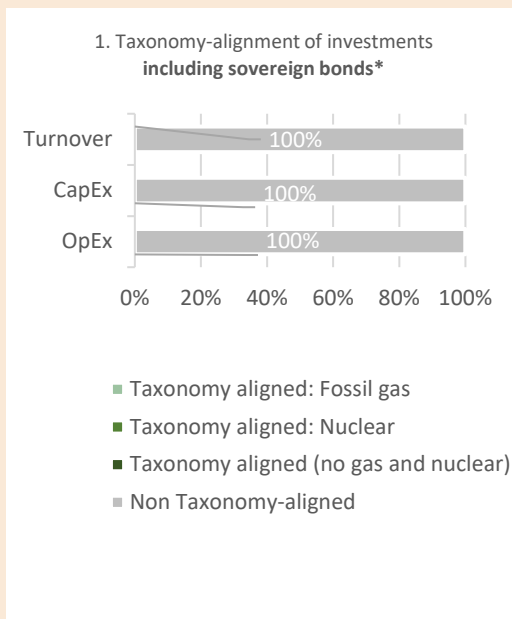 1. Taxonomy-alignment of investments
including sovereign bonds*
Turnover
100%
CapEx
100%
OpEx
100%
0% 20% 40% 60% 80% 100%
Taxonomy aligned: Fossil gas
Taxonomy aligned: Nuclear
Taxonomy aligned (no gas and nuclear)
Non Taxonomy-aligned